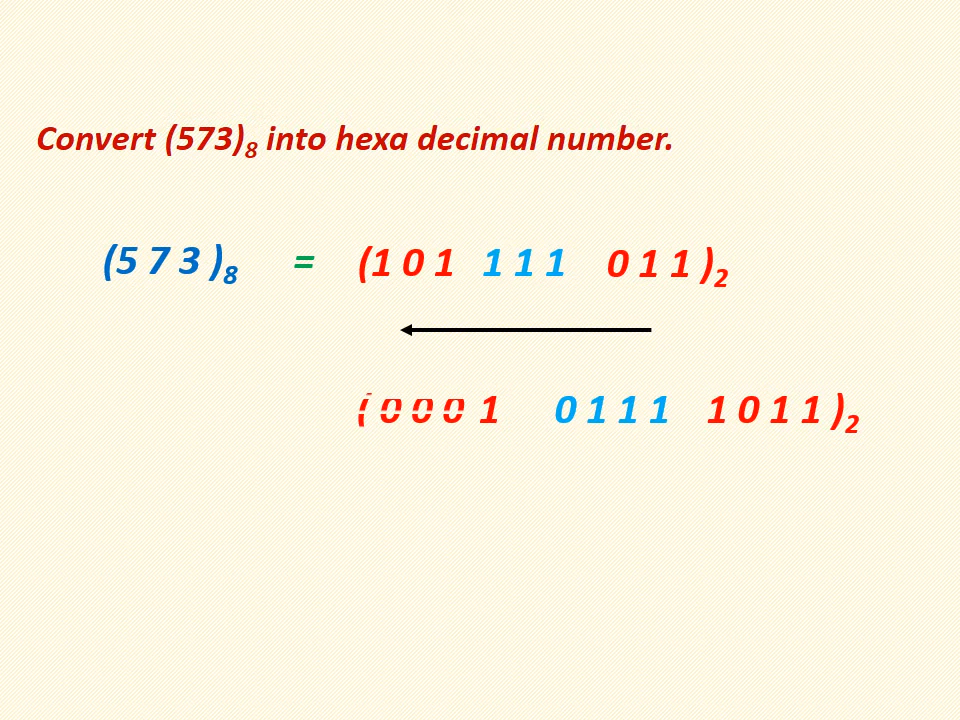 Convert (573)8 into hexa decimal number.
(5 7 3 )8 = (1 0 1 1 1 1 0 1 1 )2
( 0 0 0 1 0 1 1 1 1 0 1 1 )2